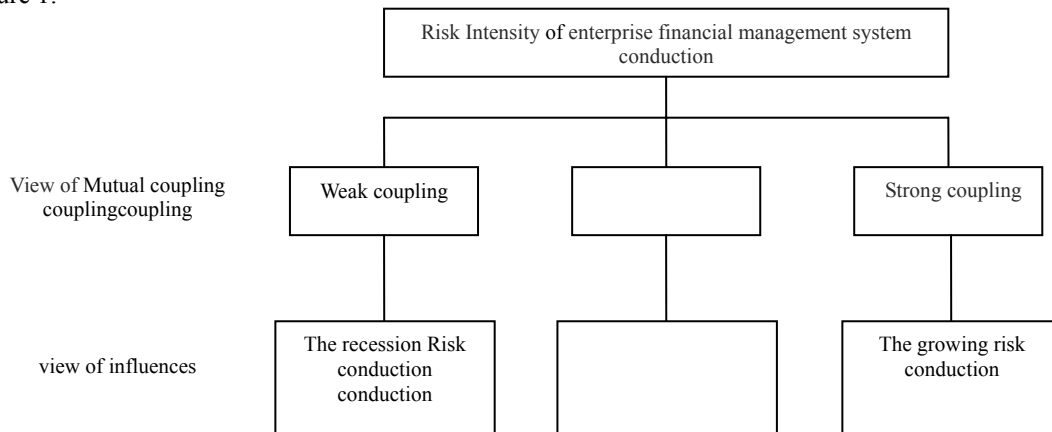 Risk Intensity of enterprise financial management system
conduction
View of Mutual coupling
couplingcoupling
Weak coupling
Strong coupling
view of influences
The recession Risk
conduction
conduction
The growing risk
conduction